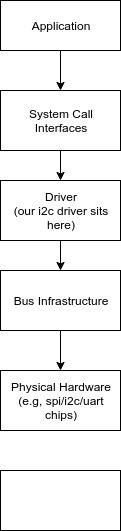 Application
System Call
Interfaces
Driver
(our i2c driver sits
here)
Bus Infrastructure
Physical Hardware
(e.g, spi/i2c/uart
chips)